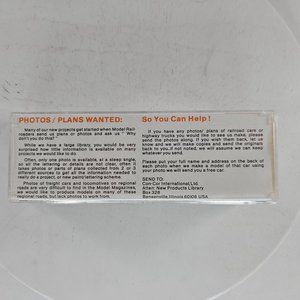 PHOTOS / PLANS WANTED:
Many of our new projects get started when Model Rail-
roaders send us plans or photos and ask us " Why
don't you do this? "
While we have a large library, you would be very
surprised how little information is available on many
projects we would like to do.
Often, only one photo is available, at a steep angle,
so all the lettering or details are not clear, often it
takes photos or plans collected from 2 or 3
different sources to get all the information needed to
really do a project, or new paint/lettering scheme.
Photos of freight cars and locomotives on regional
roads are very difficult to find in the Model Magazines,
we would like to produce models on many of these
regional roads, but lack photos to work from.
So You Can Help !
If you have any photos/ plans of railroad cars or
highway trucks you would like to see us make, please
send the photos along. If you wish them back, let us
know and we will make copies and send the originals
back to you.If not noted, we will assume we can keep
whatever you send.
Please put your full name and address on the back of
each photo when we make a model of that car using
your photo we will send you a free car.
SEND TO:
Con-Cor International,Ltd.
Atten: New Products Library
Box 328
Bensenville,Illinois 60106 USA